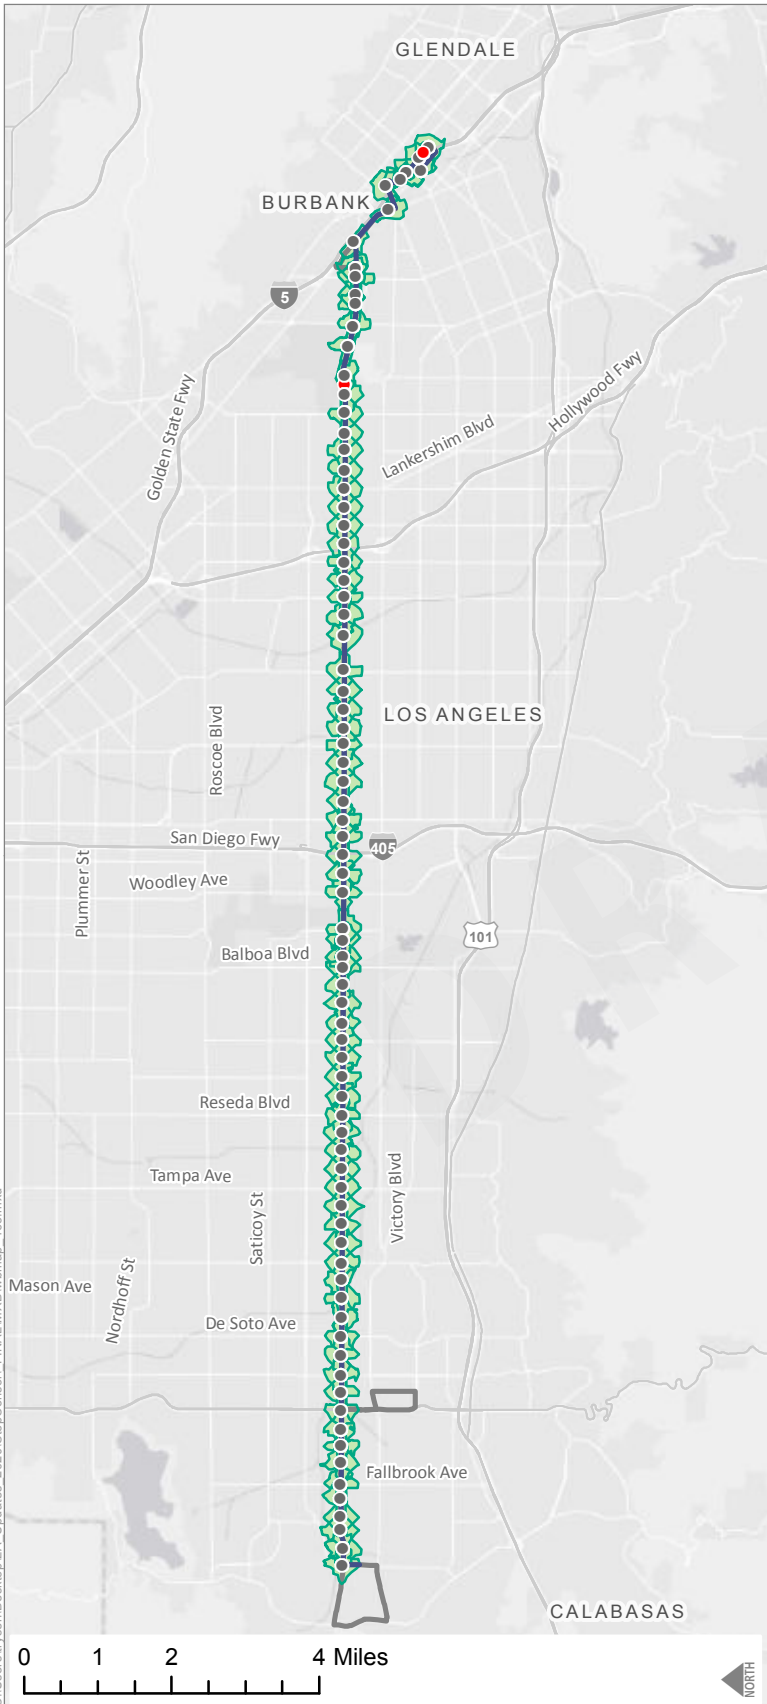 GLENDALE
BURBANK
5
Hollywood Fwy
Golden State Fwy
Lankershim Blvd
Roscoe Blvd
LOS ANGELES
San Diego Fwy
405
Plummer St
Woodley Ave
101
Balboa Blvd
Reseda Blvd
Tampa Ave
Victory Blvd
Saticoy St
Mason Ave
Nordhoff St
De Soto Ave
Fallbrook Ave
CALABASAS
0 1 2 4 Miles
NORTH